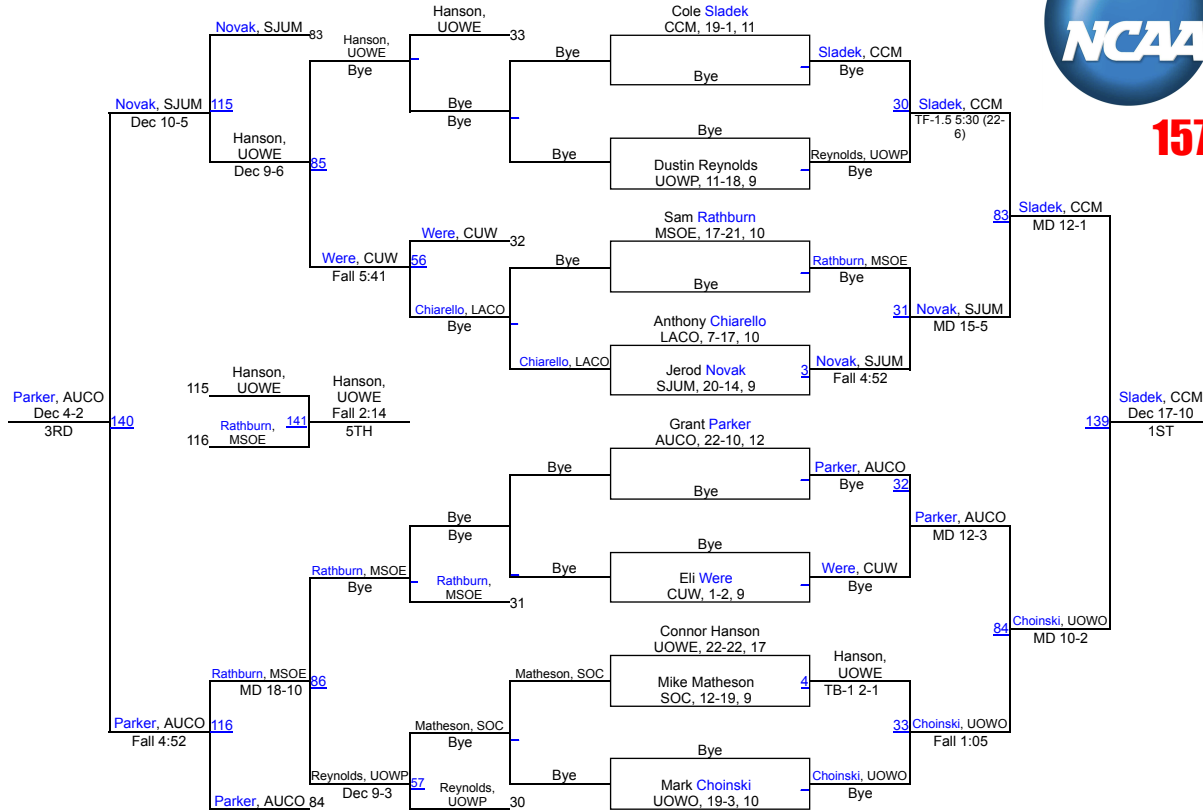 NCAA
157
Novak, SJUM
83
Novak, SJUM
115
Dec 10-5
Hanson,
UOWE
Dec 9-6
Hanson,
UOWE
Bye
85
Hanson,
UOWE
33
Bye
Bye
Bye
Bye
Were, CUW
32
Were, CUW
56
Fall 5:41
Chiarello, LACO
Bye
Bye
Chiarello, LACO
Cole Sladek
CCM, 19-1, 11
Bye
Sladek, CCM
Bye
Bye
Dustin Reynolds
UOWP, 11-18, 9
Reynolds, UOWP
Bye
30
Sladek, CCM
TF-1.5 5:30 (22-
6)
Sam Rathburn
MSOE, 17-21, 10
Bye
Rathburn, MSOE
Bye
Anthony Chiarello
LACO, 7-17, 10
Jerod Novak
SJUM, 20-14, 9
3
Novak, SJUM
Fall 4:52
31
Novak, SJUM
MD 15-5
83
Sladek, CCM
MD 12-1
Parker, AUCO
Dec 4-2
3RD
140
115
Hanson,
UOWE
116
Rathburn,
MSOE
141
Hanson,
UOWE
Fall 2:14
5TH
139
Sladek, CCM
Dec 17-10
1ST
Grant Parker
AUCO, 22-10, 12
Bye
Parker, AUCO
Bye
32
Bye
Eli Were
CUW, 1-2, 9
Were, CUW
Bye
Parker, AUCO
MD 12-3
Connor Hanson
UOWE, 22-22, 17
Mike Matheson
SOC, 12-19, 9
4
Hanson,
UOWE
TB-1 2-1
Bye
Mark Choinski
UOWO, 19-3, 10
Choinski, UOWO
Bye
33
Choinski, UOWO
Fall 1:05
84
Choinski, UOWO
MD 10-2
Bye
Bye
Bye
Bye
Rathburn, MSOE
Bye
Rathburn,
MSOE
31
Rathburn, MSOE
86
MD 18-10
Matheson, SOC
Matheson, SOC
Bye
Bye
Parker, AUCO
116
Fall 4:52
Reynolds, UOWP
57
Dec 9-3
Reynolds,
UOWP
30
Parker, AUCO
84